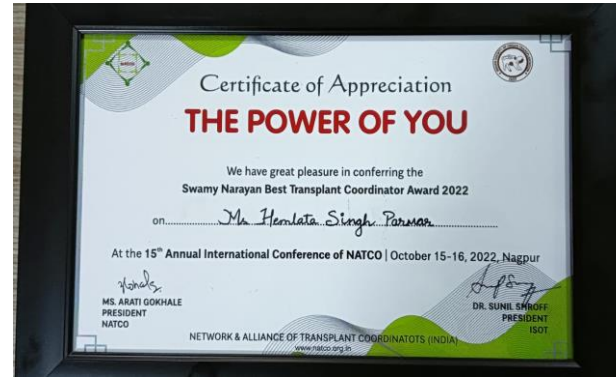 NATCO
Certificate of Appreciation
THE POWER OF YOU
We have great pleasure in conferring the
Swamy Narayan Best Transplant Coordinator Award 2022
on Ms Hemlata Singh Parmar
At the 15th Annual International Conference of NATCO | October 15-16, 2022, Nagpur
MS. ARATI GOKHALE
PRESIDENT
NATCO
DR. SUNIL SHROFF
PRESIDENT
ISOT
NETWORK & ALLIANCE OF TRANSPLANT COORDINATOTS (INDIA)
www.natco.org.in